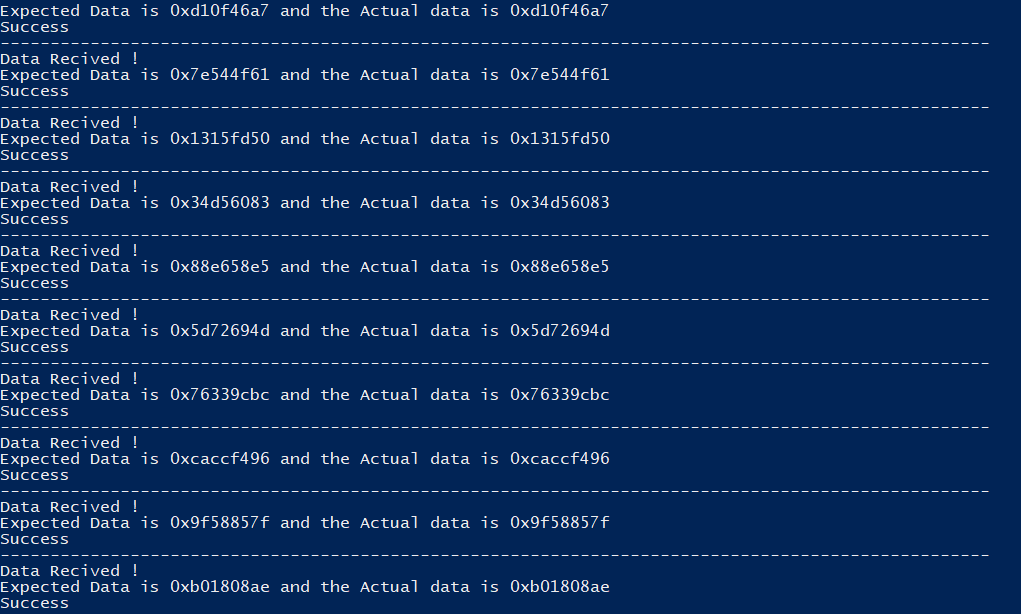 Expected Data is 0xd10f46a7 and the Actual data is 0xd10f46a7
Success
---------------------------------------------------------------------------------------------------
Data Recived !
Expected Data is 0x7e544f61 and the Actual data is 0x7e544f61
Success
---------------------------------------------------------------------------------------------------
Data Recived !
Expected Data is 0x1315fd50 and the Actual data is 0x1315fd50
Success
---------------------------------------------------------------------------------------------------
Data Recived !
Expected Data is 0x34d56083 and the Actual data is 0x34d56083
Success
---------------------------------------------------------------------------------------------------
Data Recived !
Expected Data is 0x88e658e5 and the Actual data is 0x88e658e5
Success
---------------------------------------------------------------------------------------------------
Data Recived !
Expected Data is 0x5d72694d and the Actual data is 0x5d72694d
Success
---------------------------------------------------------------------------------------------------
Data Recived !
Expected Data is 0x76339cbc and the Actual data is 0x76339cbc
Success
---------------------------------------------------------------------------------------------------
Data Recived !
Expected Data is 0xcaccf496 and the Actual data is 0xcaccf496
Success
---------------------------------------------------------------------------------------------------
Data Recived !
Expected Data is 0x9f58857f and the Actual data is 0x9f58857f
Success
---------------------------------------------------------------------------------------------------
Data Recived !
Expected Data is 0xb01808ae and the Actual data is 0xb01808ae
Success